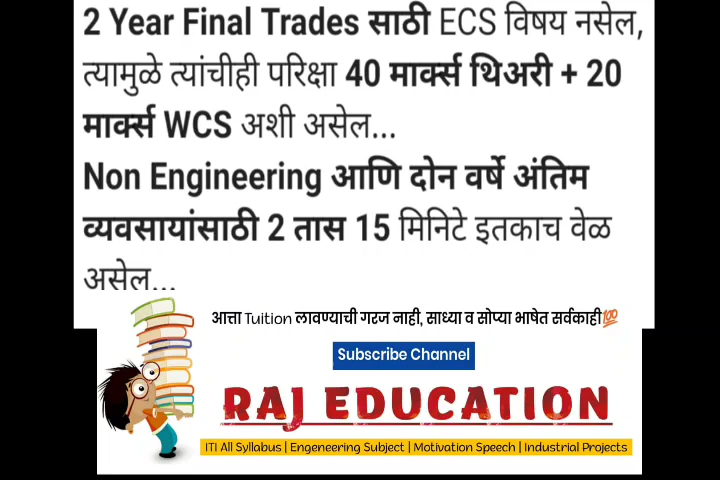 2 Year Final Trades साठी ECS विषय नसेल,
त्यामुळे त्यांचीही परिक्षा 40 मार्क्स थिअरी + 20
मार्क्स WCS अशी असेल...
Non Engineering आणि दोन वर्षे अंतिम
व्यवसायांसाठी 2 तास 15 मिनिटे इतकाच वेळ
असेल...
आत्ता Tuition लावण्याची गरज नाही, साध्या व सोप्या भाषेत सर्वकाही💯
Subscribe Channel
RAJ EDUCATION
ITI All Syllabus | Engeneering Subject | Motivation Speech | Industrial Projects